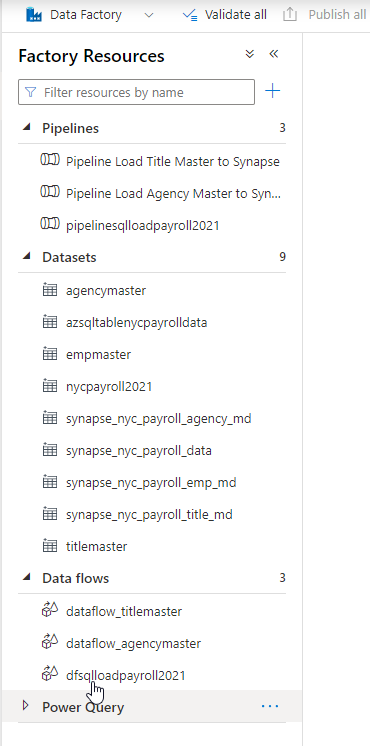 Data Factory Validate all Publish all
Factory Resources
Filter resources by name
Pipelines 3
Pipeline Load Title Master to Synapse
Pipeline Load Agency Master to Syn...
pipelinesqlloadpayroll2021
Datasets 9
agencymaster
azsqltablenycpayrolldata
empmaster
nycpayroll2021
synapse_nyc_payroll_agency_md
synapse_nyc_payroll_data
synapse_nyc_payroll_emp_md
synapse_nyc_payroll_title_md
titlemaster
Data flows 3
dataflow_titlemaster
dataflow_agencymaster
dfsqlloadpayroll2021
Power Query